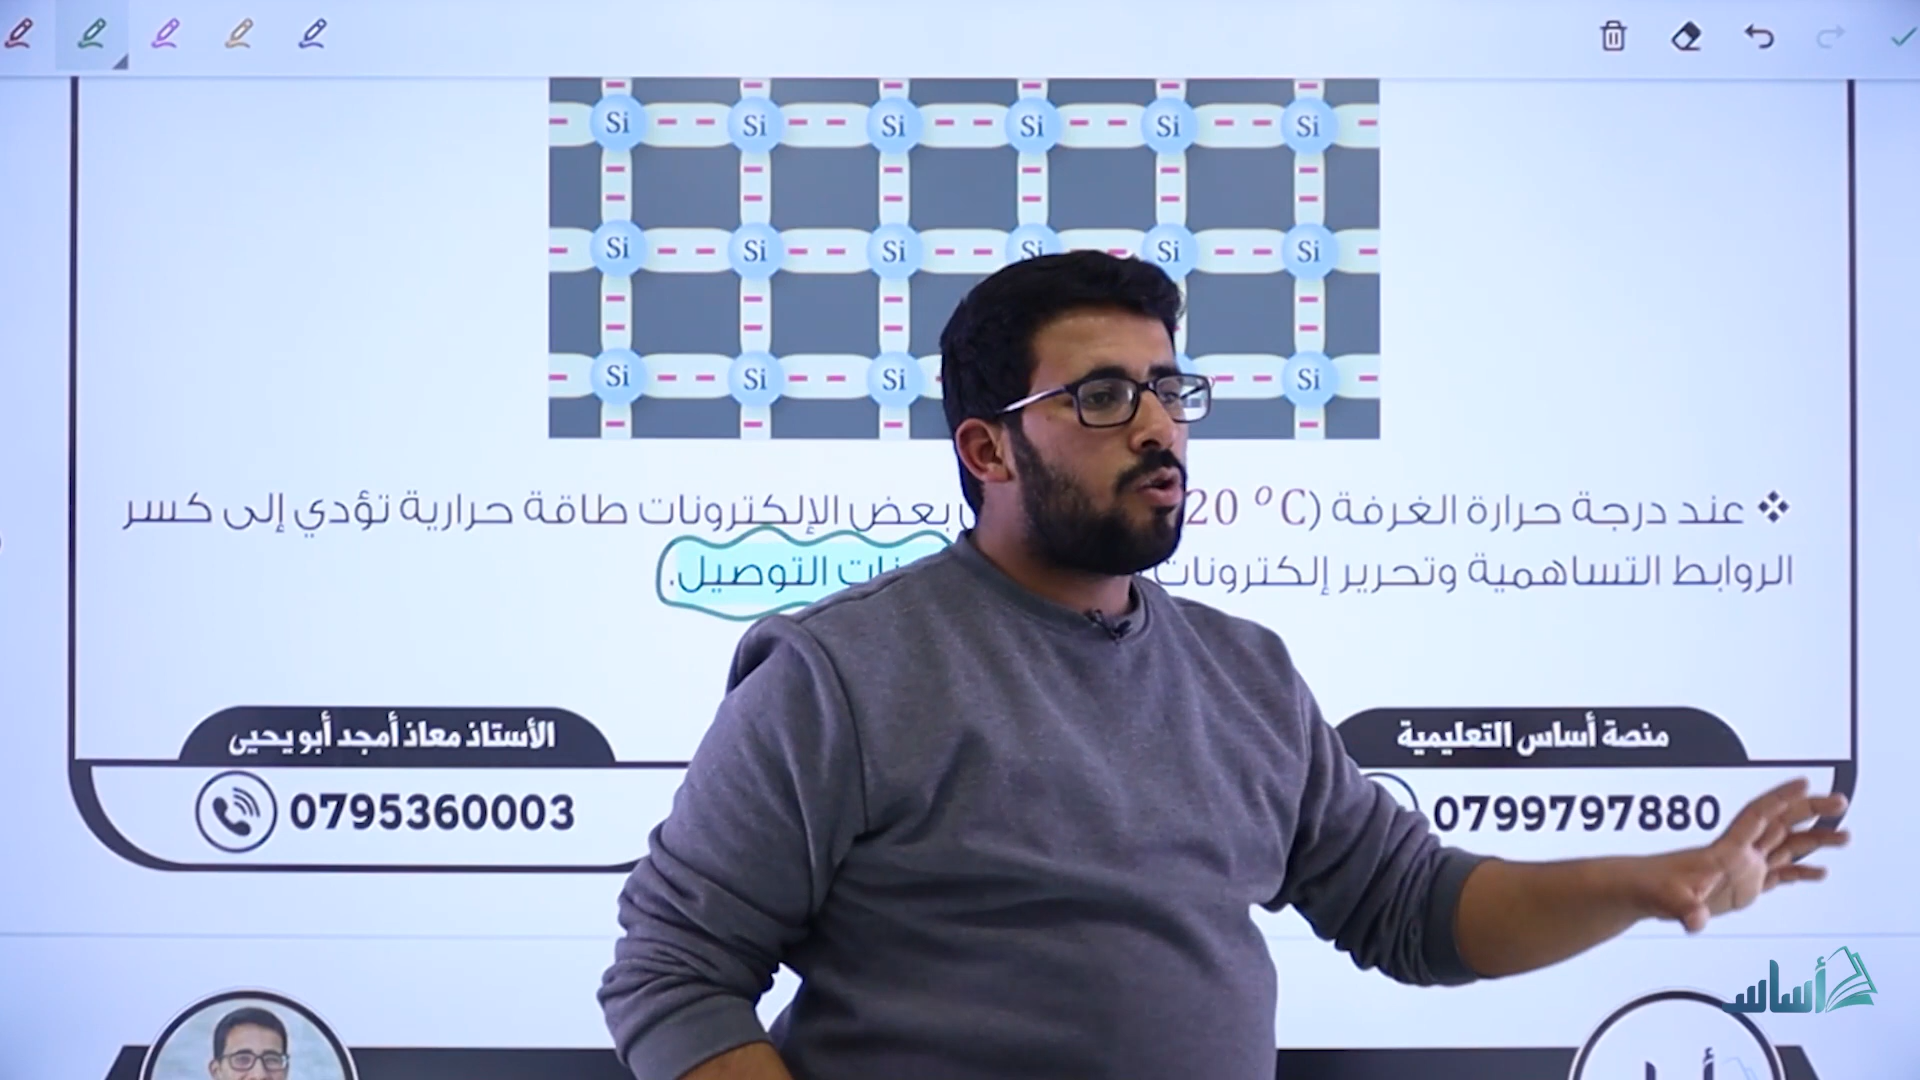 Si Si Si Si Si Si
Si Si Si Si Si Si
Si Si Si Si
❖ عند درجة حرارة الغرفة (20 °C بعض الإلكترونات طاقة حرارية تؤدي إلى كسر
الروابط التساهمية وتحرير إلكترونات التوصيل.
منصة أساس التعليمية
0799797880
الأستاذ معاذ أمجد أبو يحيى
0795360003
أساس